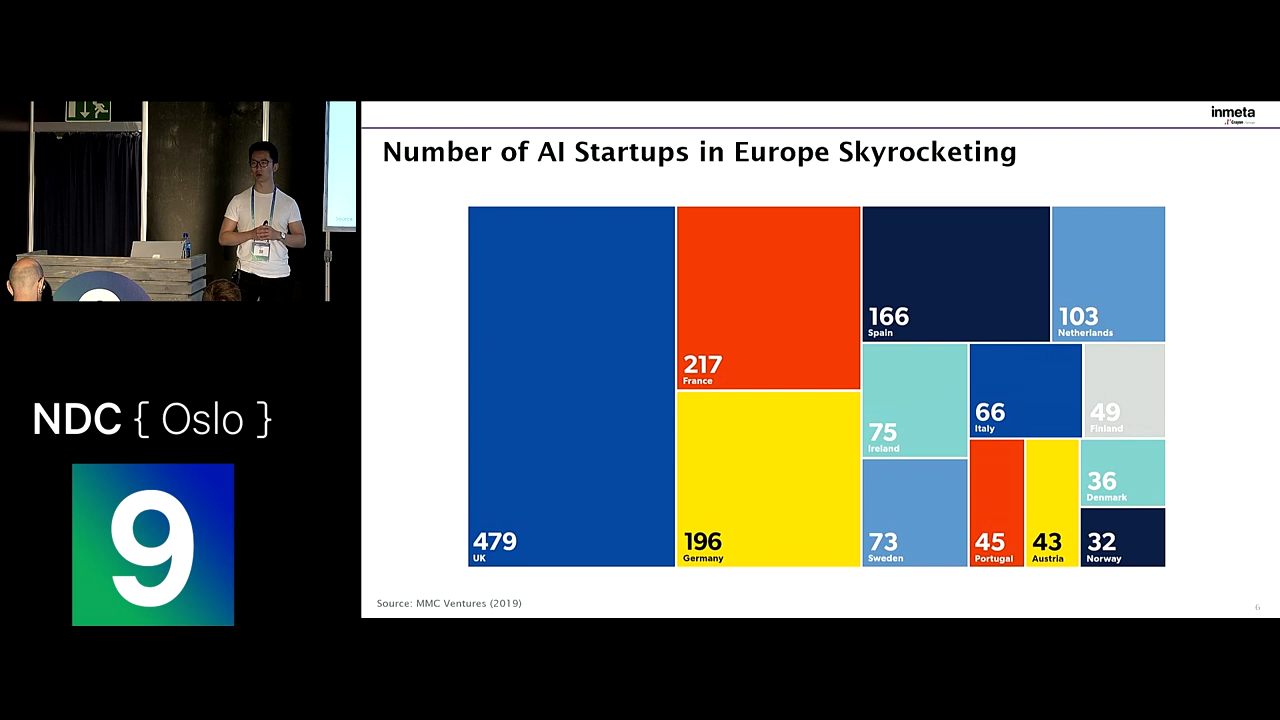 inmeta
Number of AI Startups in Europe Skyrocketing
479
UK
217
France
196
Germany
166
Spain
103
Netherlands
75
Ireland
66
Italy
49
Finland
73
Sweden
45
Portugal
43
Austria
36
Denmark
32
Norway
Source: MMC Ventures (2019)
6
NDC { Oslo }
9